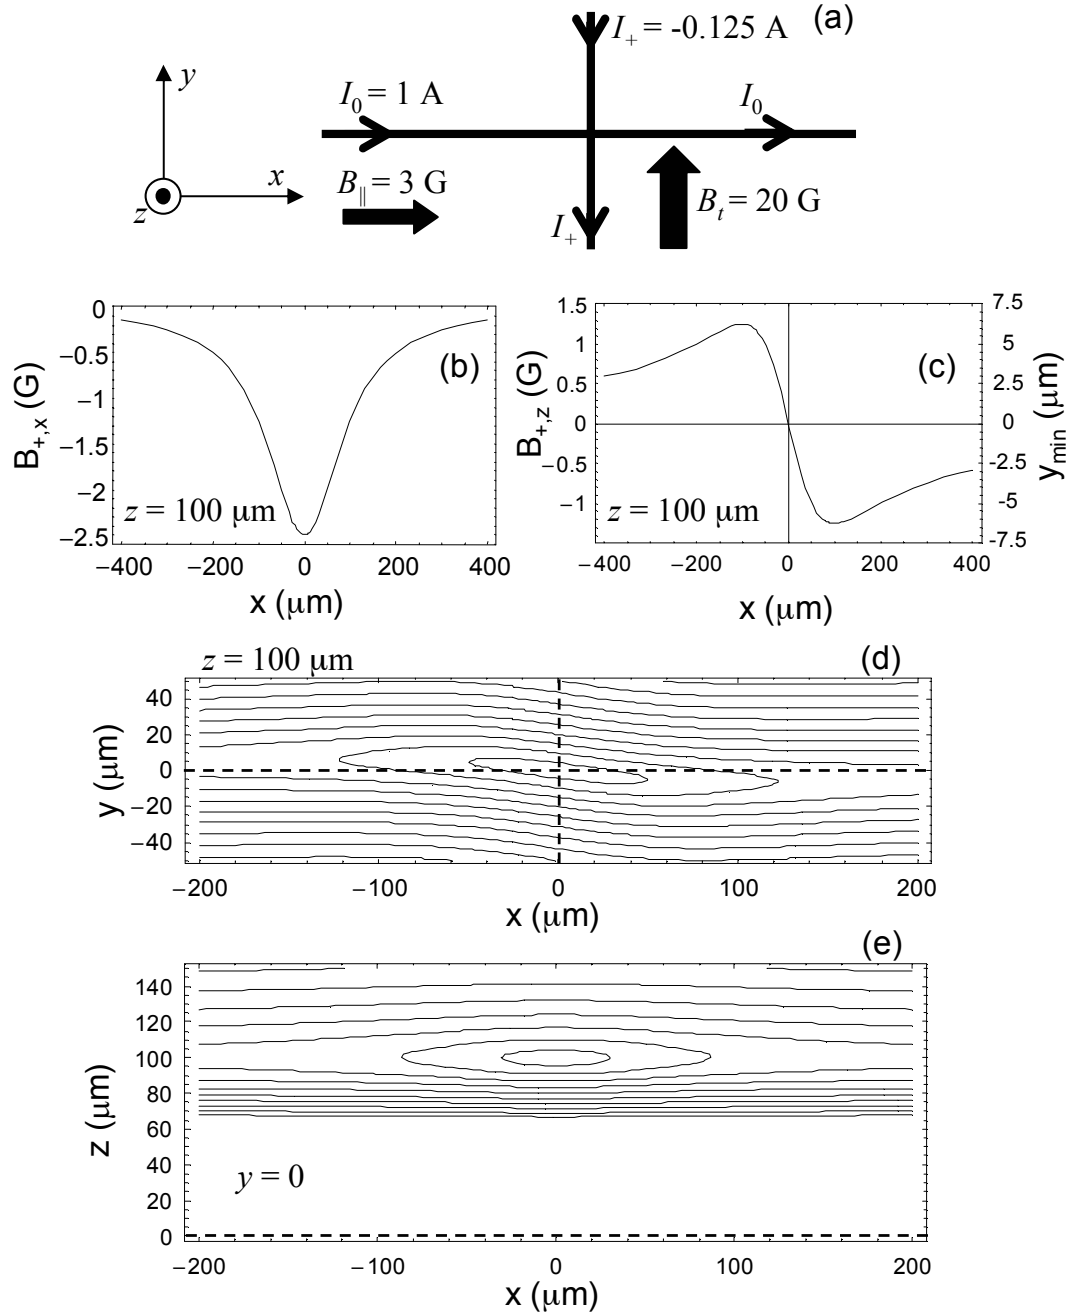 (a)
I₊ = -0.125 A
y
I₀ = 1 A
I₀
x
z
B∥ = 3 G
Bₜ = 20 G
I₊
(b)
B₊,ₓ (G)
0
−0.5
−1
−1.5
−2
−2.5
z = 100 μm
−400 −200 0 200 400
x (μm)
(c)
B₊,z (G)
1.5
1
0.5
0
−0.5
−1
z = 100 μm
7.5
5
2.5
0
−2.5
−5
−7.5
y_min (μm)
−400 −200 0 200 400
x (μm)
z = 100 μm
(d)
y (μm)
40
20
0
−20
−40
−200 −100 0 100 200
x (μm)
(e)
z (μm)
140
120
100
80
60
40
20
0
y = 0
−200 −100 0 100 200
x (μm)